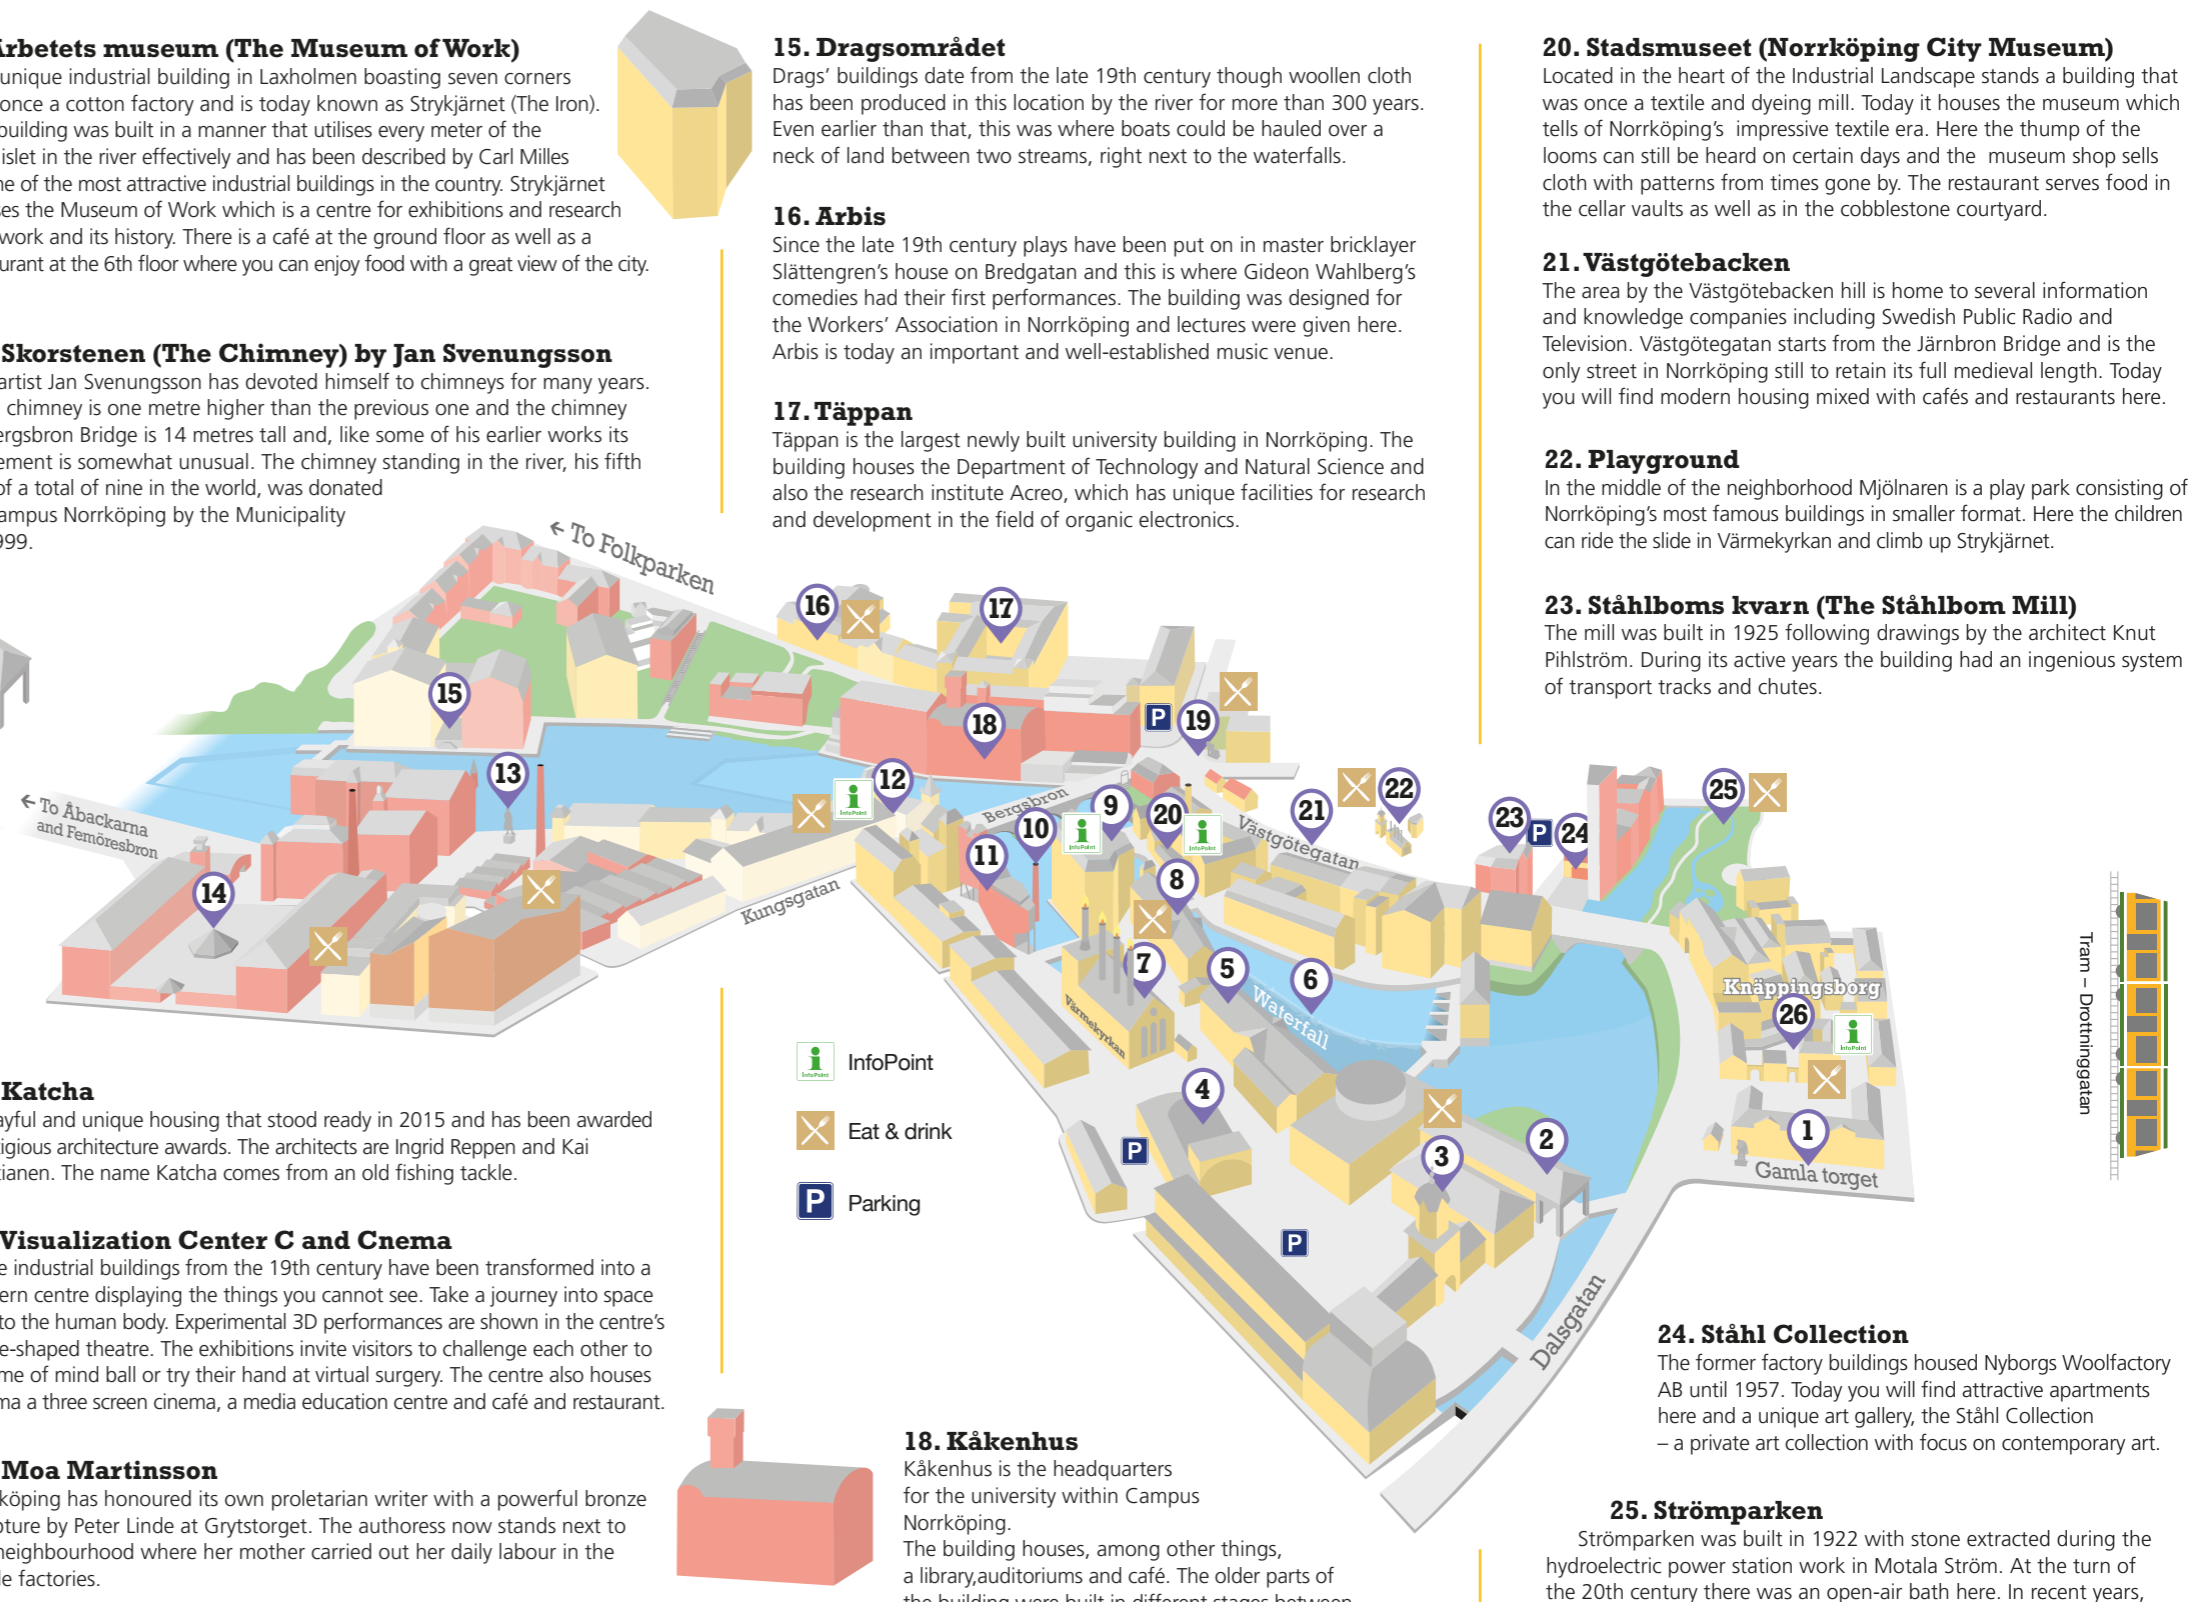 Arbetets museum (The Museum of Work)
unique industrial building in Laxholmen boasting seven corners
once a cotton factory and is today known as Strykjärnet (The Iron).
building was built in a manner that utilises every meter of the
islet in the river effectively and has been described by Carl Milles
ne of the most attractive industrial buildings in the country. Strykjärnet
ses the Museum of Work which is a centre for exhibitions and research
work and its history. There is a café at the ground floor as well as a
urant at the 6th floor where you can enjoy food with a great view of the city.
Skorstenen (The Chimney) by Jan Svenungsson
artist Jan Svenungsson has devoted himself to chimneys for many years.
chimney is one metre higher than the previous one and the chimney
ergsbron Bridge is 14 metres tall and, like some of his earlier works its
ement is somewhat unusual. The chimney standing in the river, his fifth
of a total of nine in the world, was donated
ampus Norrköping by the Municipality
999.
15. Dragsområdet
Drags’ buildings date from the late 19th century though woollen cloth
has been produced in this location by the river for more than 300 years.
Even earlier than that, this was where boats could be hauled over a
neck of land between two streams, right next to the waterfalls.
16. Arbis
Since the late 19th century plays have been put on in master bricklayer
Slättengren’s house on Bredgatan and this is where Gideon Wahlberg’s
comedies had their first performances. The building was designed for
the Workers’ Association in Norrköping and lectures were given here.
Arbis is today an important and well-established music venue.
17. Täppan
Täppan is the largest newly built university building in Norrköping. The
building houses the Department of Technology and Natural Science and
also the research institute Acreo, which has unique facilities for research
and development in the field of organic electronics.
20. Stadsmuseet (Norrköping City Museum)
Located in the heart of the Industrial Landscape stands a building that
was once a textile and dyeing mill. Today it houses the museum which
tells of Norrköping’s impressive textile era. Here the thump of the
looms can still be heard on certain days and the museum shop sells
cloth with patterns from times gone by. The restaurant serves food in
the cellar vaults as well as in the cobblestone courtyard.
21. Västgötebacken
The area by the Västgötebacken hill is home to several information
and knowledge companies including Swedish Public Radio and
Television. Västgötegatan starts from the Järnbron Bridge and is the
only street in Norrköping still to retain its full medieval length. Today
you will find modern housing mixed with cafés and restaurants here.
22. Playground
In the middle of the neighborhood Mjölnaren is a play park consisting of
Norrköping’s most famous buildings in smaller format. Here the children
can ride the slide in Värmekyrkan and climb up Strykjärnet.
23. Ståhlboms kvarn (The Ståhlbom Mill)
The mill was built in 1925 following drawings by the architect Knut
Pihlström. During its active years the building had an ingenious system
of transport tracks and chutes.
← To Folkparken
16
17
15
18
P
19
13
12
InfoPoint
← To Åbackarna
and Femöresbron
Bergsbron
9
10
20
InfoPoint
InfoPoint
21
22
23
P
24
25
Västgötegatan
11
8
14
Kungsgatan
7
5
6
Waterfall
Värmekyrkan
Knäppingsborg
26
InfoPoint
4
P
3
2
1
Gamla torget
P
Dalsgatan
Tram – Drottninggatan
InfoPoint
InfoPoint
Eat & drink
P
Parking
Katcha
ayful and unique housing that stood ready in 2015 and has been awarded
tigious architecture awards. The architects are Ingrid Reppen and Kai
tianen. The name Katcha comes from an old fishing tackle.
Visualization Center C and Cnema
e industrial buildings from the 19th century have been transformed into a
ern centre displaying the things you cannot see. Take a journey into space
to the human body. Experimental 3D performances are shown in the centre’s
e-shaped theatre. The exhibitions invite visitors to challenge each other to
me of mind ball or try their hand at virtual surgery. The centre also houses
ma a three screen cinema, a media education centre and café and restaurant.
Moa Martinsson
köping has honoured its own proletarian writer with a powerful bronze
pture by Peter Linde at Grytstorget. The authoress now stands next to
neighbourhood where her mother carried out her daily labour in the
le factories.
18. Kåkenhus
Kåkenhus is the headquarters
for the university within Campus
Norrköping.
The building houses, among other things,
a library,auditoriums and café. The older parts of
the building were built in different stages between
24. Ståhl Collection
The former factory buildings housed Nyborgs Woolfactory
AB until 1957. Today you will find attractive apartments
here and a unique art gallery, the Ståhl Collection
– a private art collection with focus on contemporary art.
25. Strömparken
Strömparken was built in 1922 with stone extracted during the
hydroelectric power station work in Motala Ström. At the turn of
the 20th century there was an open-air bath here. In recent years,